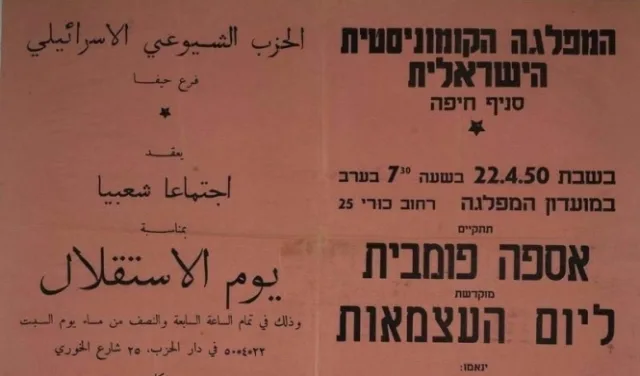 המפלגה הקומוניסטית
הישראלית
סניף חיפה
בשבת 22.4.50 בשעה 7³⁰ בערב
במועדון המפלגה רחוב כורי 25
תתקיים
אספה פומבית
מוקדשת
ליום העצמאות
ינאמו:
الحزب الشيوعي الاسرائيلي
فرع حيفا
يعقد
اجتماعا شعبيا
بمناسبة
يوم الاستقلال
وذلك في تمام الساعة السابعة والنصف من مساء يوم السبت
٢٢•٤•٥٠ في دار الحزب، ٢٥ شارع الخوري